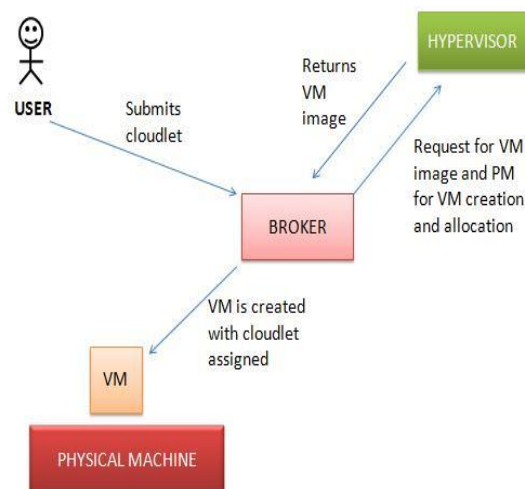 HYPERVISOR
USER
Submits
cloudlet
Returns
VM
image
Request for VM
image and PM
for VM creation
and allocation
BROKER
VM is created
with cloudlet
assigned
VM
PHYSICAL MACHINE